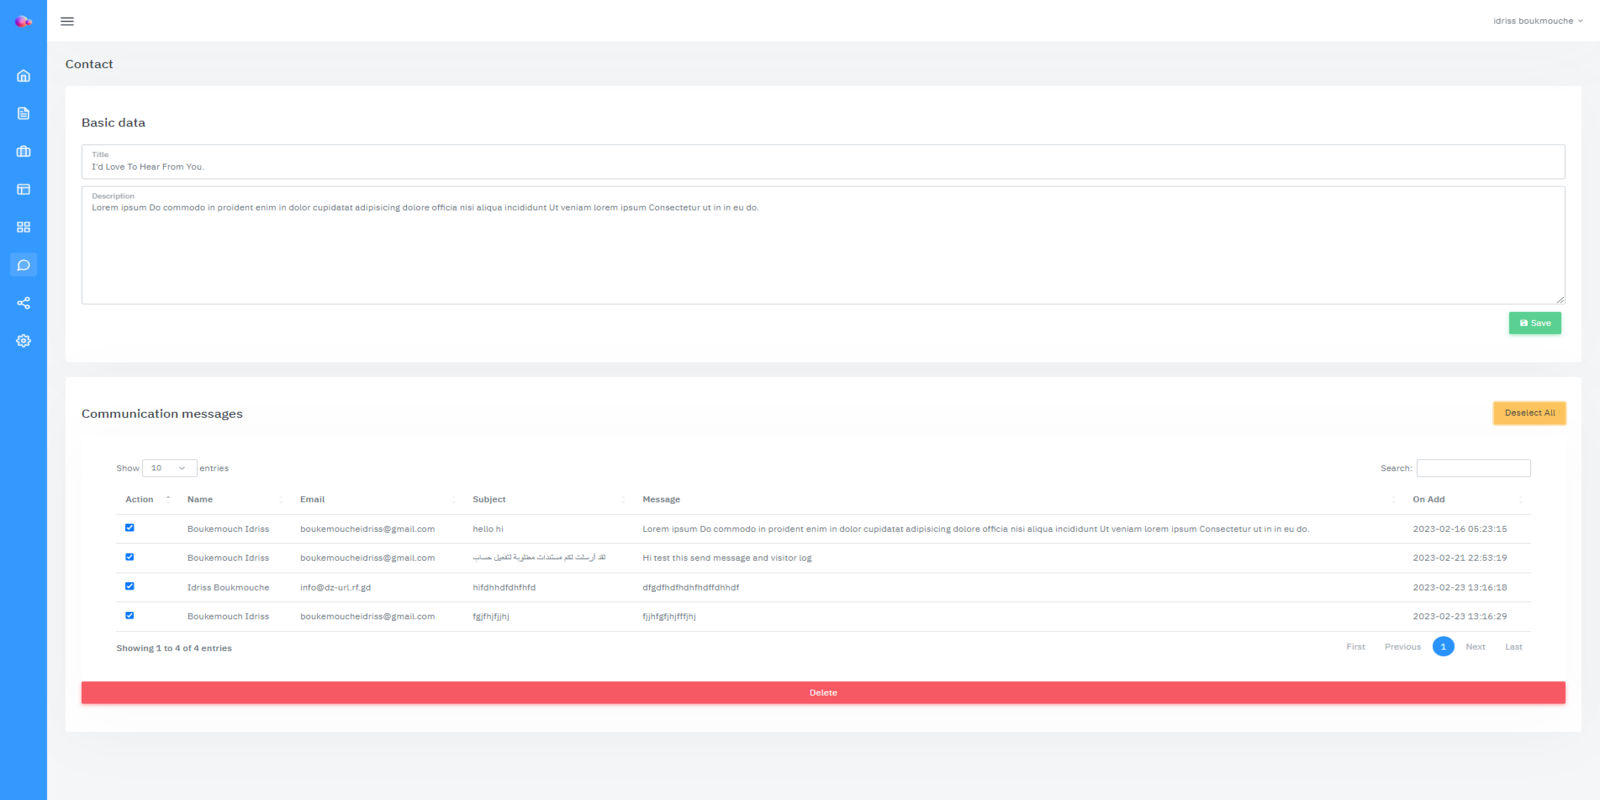 idriss boukmouche
Contact
Basic data
Title
I'd Love To Hear From You.
Description
Lorem ipsum Do commodo in proident enim in dolor cupidatat adipisicing dolore officia nisi aliqua incididunt Ut veniam lorem ipsum Consectetur ut in in eu do.
Save
Communication messages
Deselect All
Show 10 entries
Search:
Action Name Email Subject Message On Add
Boukemouch Idriss boukemoucheidriss@gmail.com hello hi Lorem ipsum Do commodo in proident enim in dolor cupidatat adipisicing dolore officia nisi aliqua incididunt Ut veniam lorem ipsum Consectetur ut in in eu do. 2023-02-16 05:23:15
Boukemouch Idriss boukemoucheidriss@gmail.com لقد أرسلت لكم مستندات مطلوبة لتفعيل حساب Hi test this send message and visitor log 2023-02-21 22:53:19
Idriss Boukmouche info@dz-url.rf.gd hifdhhdfdhfhfd dfgdfhdfhdhfhdffdhhdf 2023-02-23 13:16:18
Boukemouch Idriss boukemoucheidriss@gmail.com fgjfhjfjjhj fjjhfgfjhjfffjhj 2023-02-23 13:16:29
Showing 1 to 4 of 4 entries
First Previous 1 Next Last
Delete